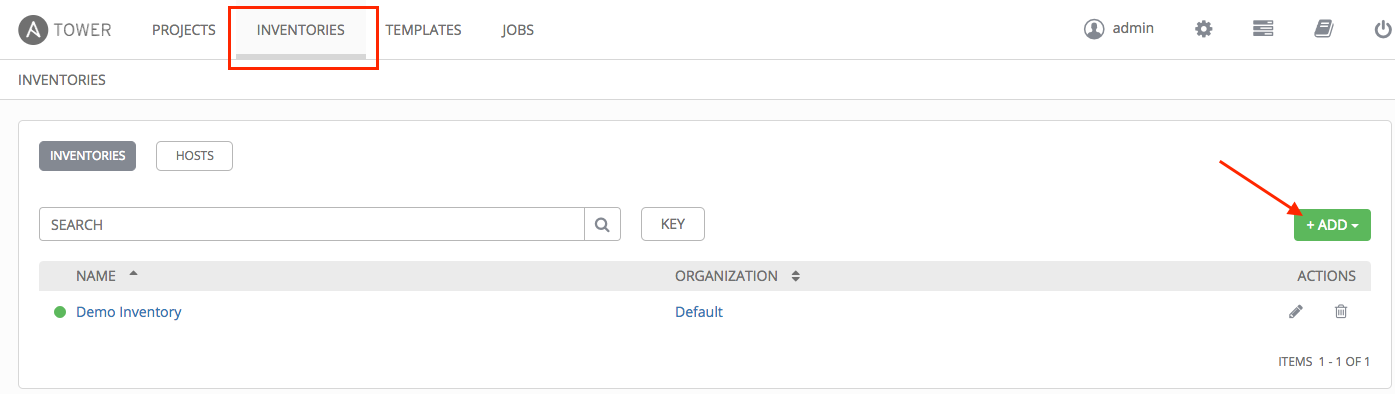 TOWER PROJECTS INVENTORIES TEMPLATES JOBS admin
INVENTORIES
INVENTORIES HOSTS
SEARCH KEY + ADD
NAME ORGANIZATION ACTIONS
Demo Inventory Default
ITEMS 1 - 1 OF 1